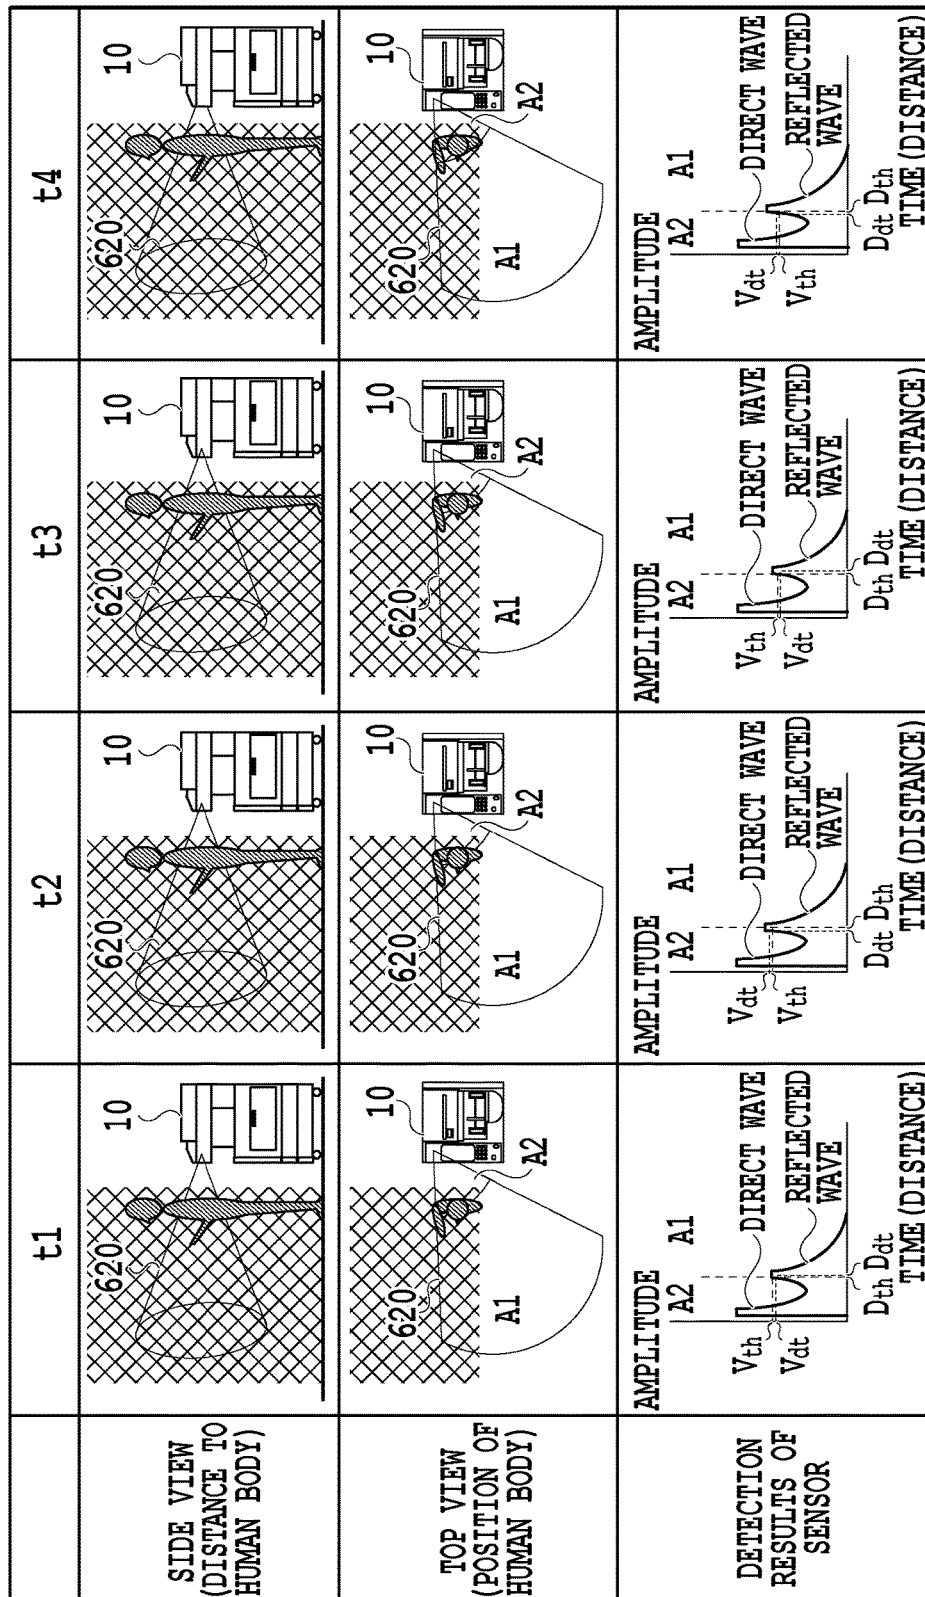 t1
t2
t3
t4
SIDE VIEW
(DISTANCE TO
HUMAN BODY)
620
10
620
10
620
10
620
10
TOP VIEW
(POSITION OF
HUMAN BODY)
620
10
A1
A2
620
10
A1
A2
620
10
A1
A2
620
10
A1
A2
DETECTION
RESULTS OF
SENSOR
AMPLITUDE
A2 A1
Vth
Vdt
DIRECT WAVE
REFLECTED
WAVE
Dth Ddt
TIME (DISTANCE)
AMPLITUDE
A2 A1
Vdt
Vth
DIRECT WAVE
REFLECTED
WAVE
Ddt Dth
TIME (DISTANCE)
AMPLITUDE
A2 A1
Vth
Vdt
DIRECT WAVE
REFLECTED
WAVE
Dth Ddt
TIME (DISTANCE)
AMPLITUDE
A2 A1
Vdt
Vth
DIRECT WAVE
REFLECTED
WAVE
Ddt Dth
TIME (DISTANCE)